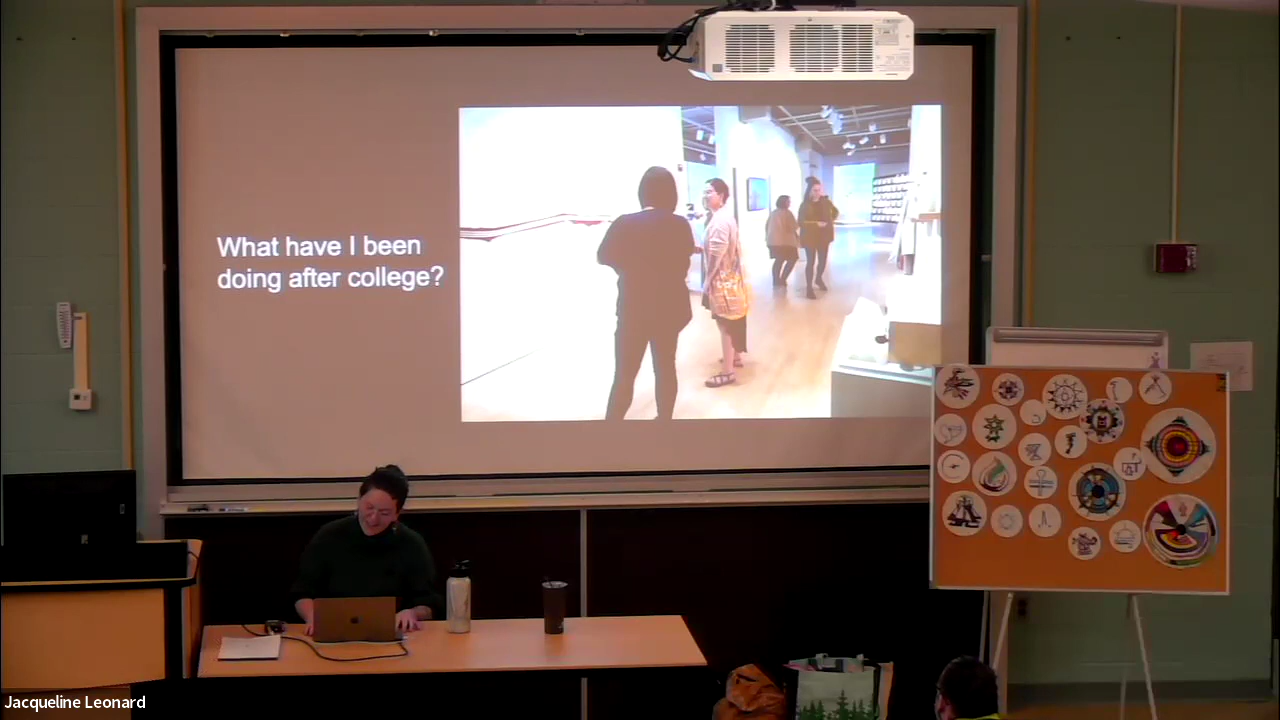 What have I been
doing after college?
Jacqueline Leonard